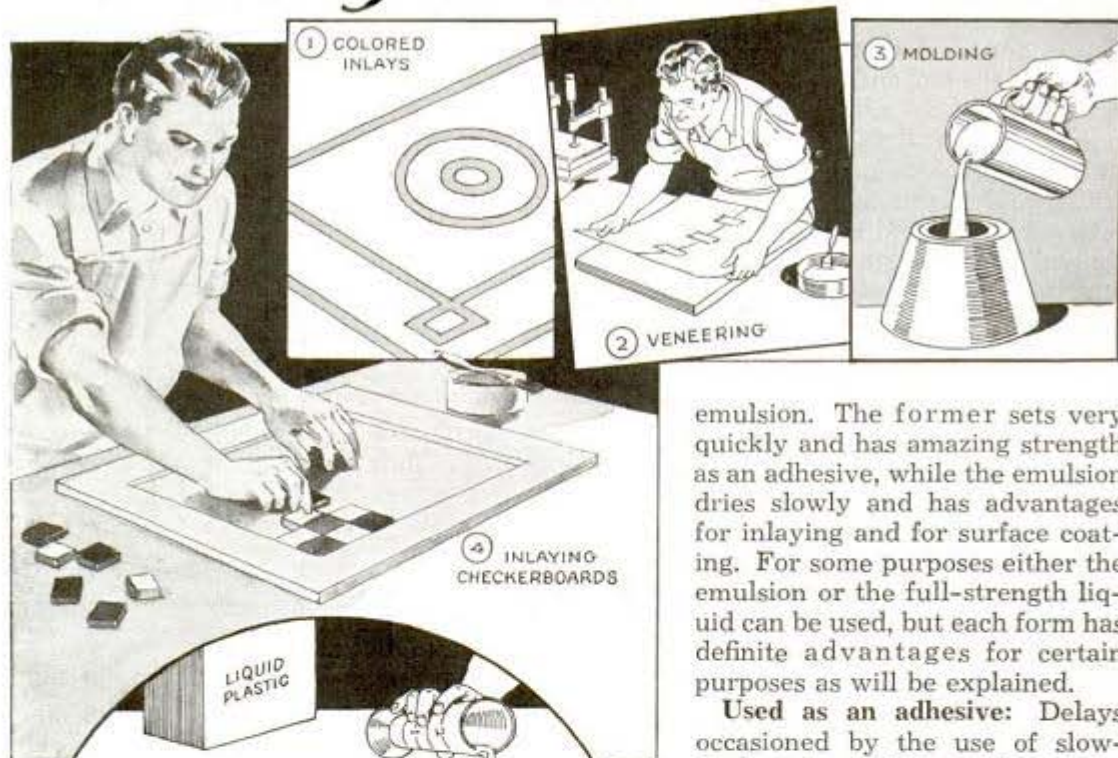 1 COLORED
INLAYS
2 VENEERING
3 MOLDING
4 INLAYING
CHECKERBOARDS
LIQUID
PLASTIC
emulsion. The former sets very
quickly and has amazing strength
as an adhesive, while the emulsion
dries slowly and has advantages
for inlaying and for surface coat-
ing. For some purposes either the
emulsion or the full-strength liq-
uid can be used, but each form has
definite advantages for certain
purposes as will be explained.
Used as an adhesive: Delays
occasioned by the use of slow-